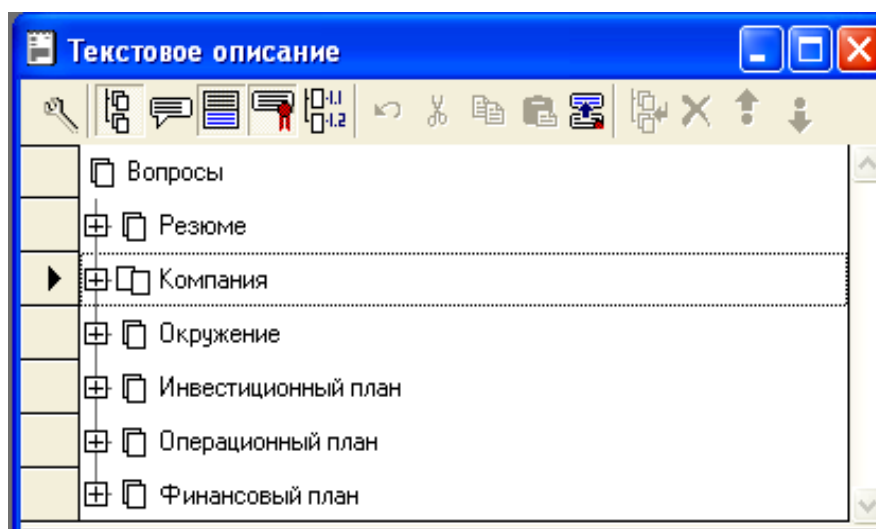 Текстовое описание
Вопросы
Резюме
Компания
Окружение
Инвестиционный план
Операционный план
Финансовый план